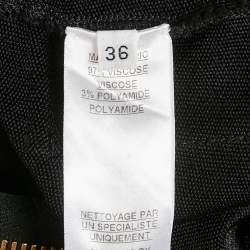 36
97% VISCOSE
VISCOSE
3% POLYAMIDE
POLYAMIDE
NETTOYAGE PAR
UN SPECIALISTE
UNIQUEMENT